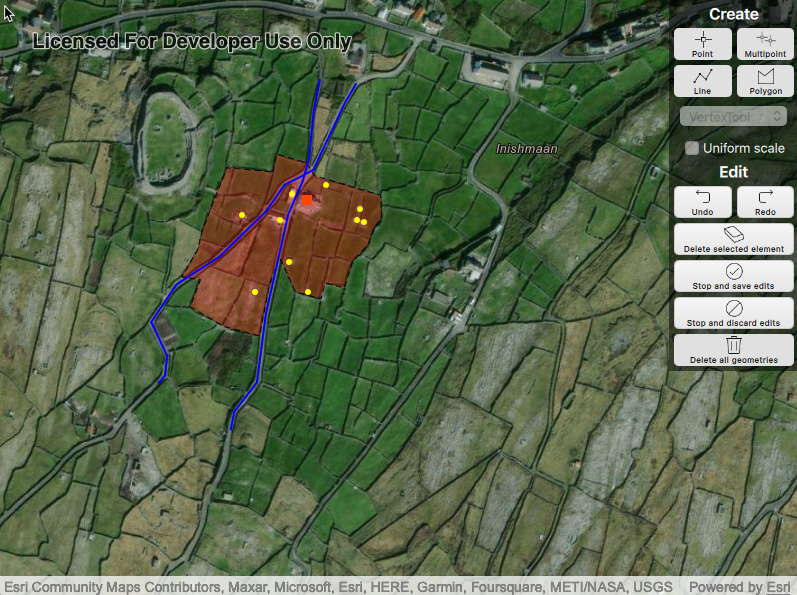 Licensed For Developer Use Only
Inishmaan
Create
Point
Multipoint
Line
Polygon
VertexTool
Uniform scale
Edit
Undo
Redo
Delete selected element
Stop and save edits
Stop and discard edits
Delete all geometries
Esri Community Maps Contributors, Maxar, Microsoft, Esri, HERE, Garmin, Foursquare, METI/NASA, USGS
Powered by Esri